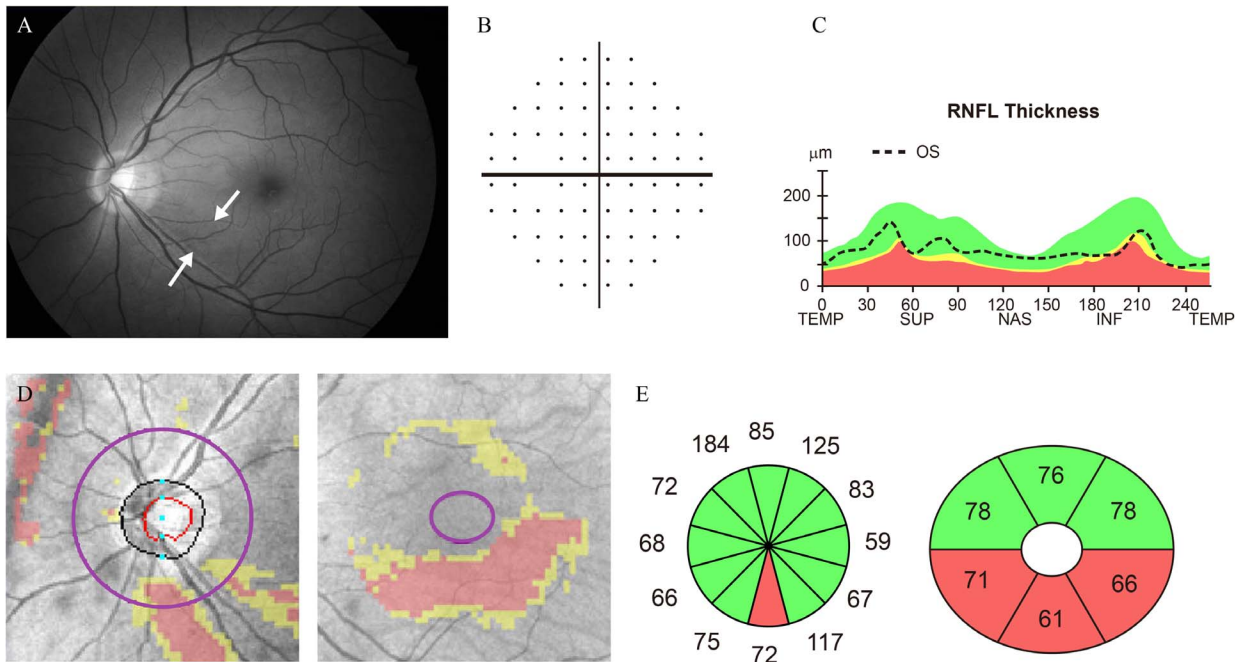 A
B
C
RNFL Thickness
μm
OS
200
100
0
0 30 60 90 120 150 180 210 240
TEMP SUP NAS INF TEMP
D
E
85
184 125
72 83
68 59
66 67
75 117
72
76
78 78
71 66
61